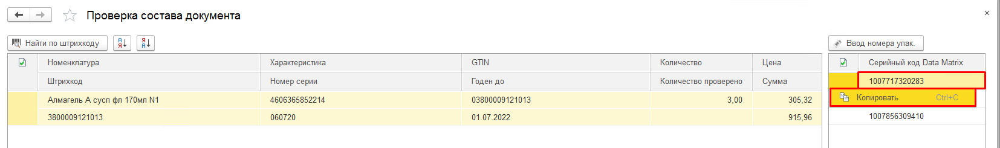 Проверка состава документа
×
Найти по штрихкоду
А Я
Я А
Ввод номера упак.
Номенклатура Характеристика GTIN Количество Цена
Штрихкод Номер серии Годен до Количество проверено Сумма
Алмагель А сусп фл 170мл N1 4606365852214 03800009121013 3,00 305,32
3800009121013 060720 01.07.2022 915,96
Серийный код Data Matrix
1007717320283
Копировать Ctrl+C
1007856309410